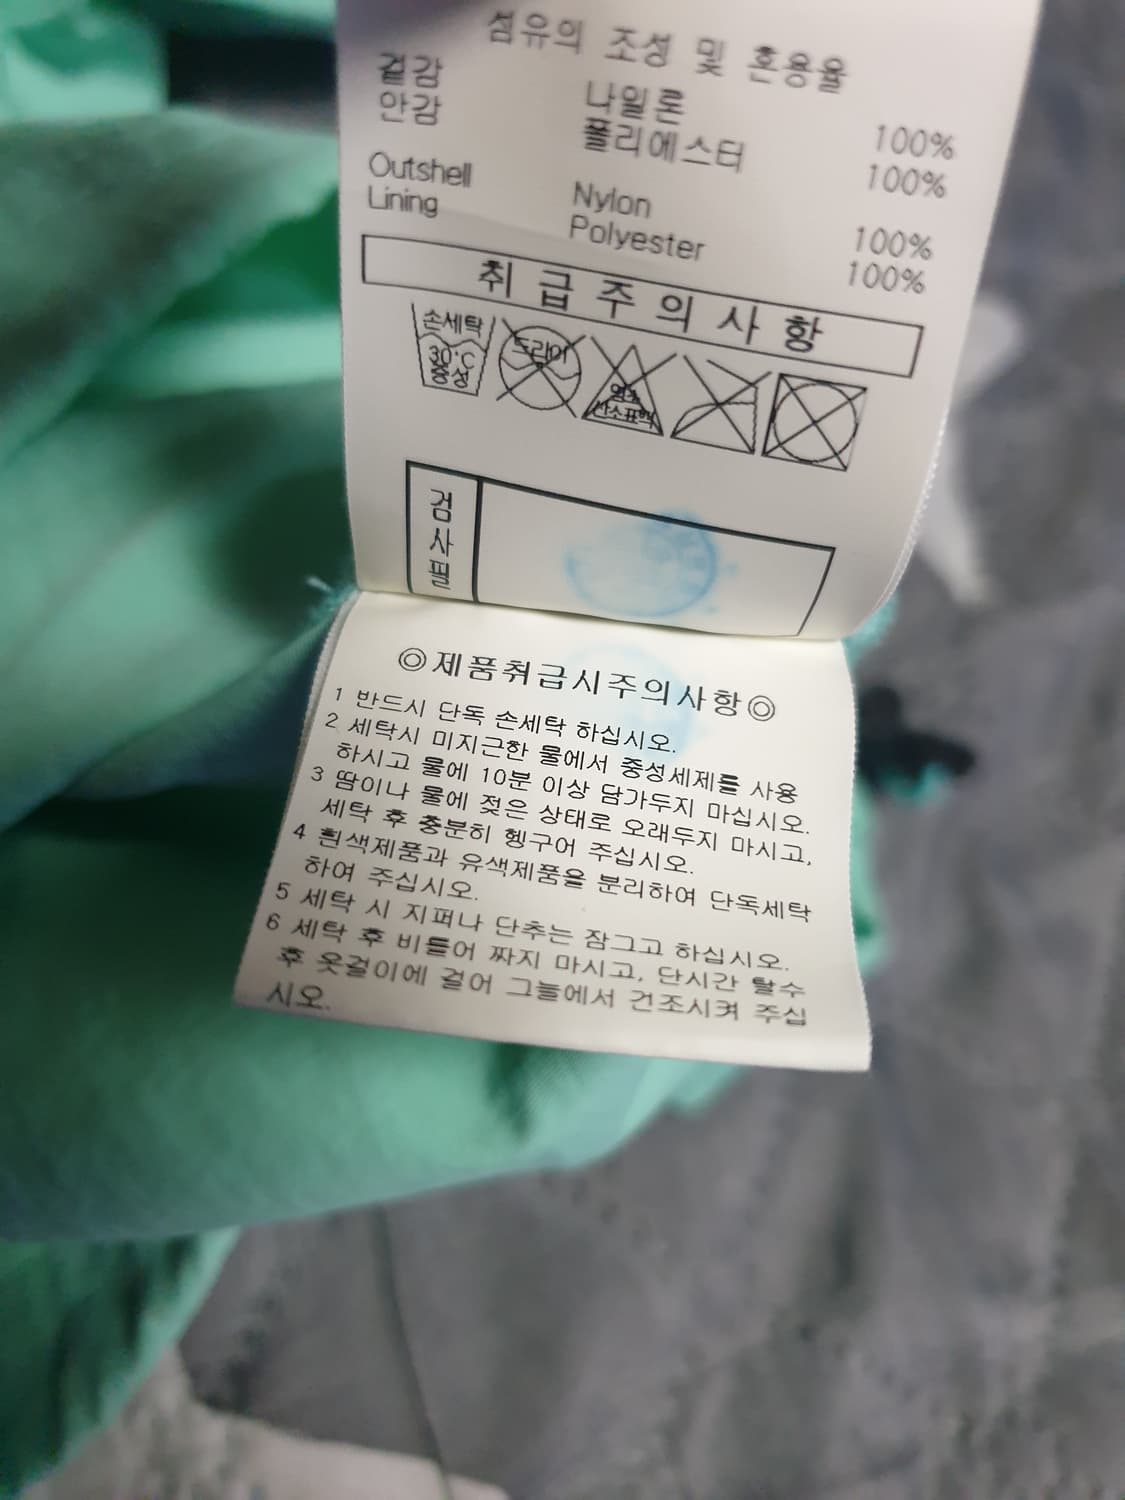 섬유의 조성 및 혼용율
겉감 나일론 100%
안감 폴리에스터 100%
Outshell Nylon 100%
Lining Polyester 100%
취급주의사항
손세탁 30°C 중성
드라이
염소 산소표백
검사필
◎제품취급시주의사항◎
1 반드시 단독 손세탁 하십시오.
2 세탁시 미지근한 물에서 중성세제를 사용
하시고 물에 10분 이상 담가두지 마십시오.
3 땀이나 물에 젖은 상태로 오래두지 마시고,
세탁 후 충분히 헹구어 주십시오.
4 흰색제품과 유색제품을 분리하여 단독세탁
하여 주십시오.
5 세탁 시 지퍼나 단추는 잠그고 하십시오.
6 세탁 후 비틀어 짜지 마시고, 단시간 탈수
후 옷걸이에 걸어 그늘에서 건조시켜 주십
시오.